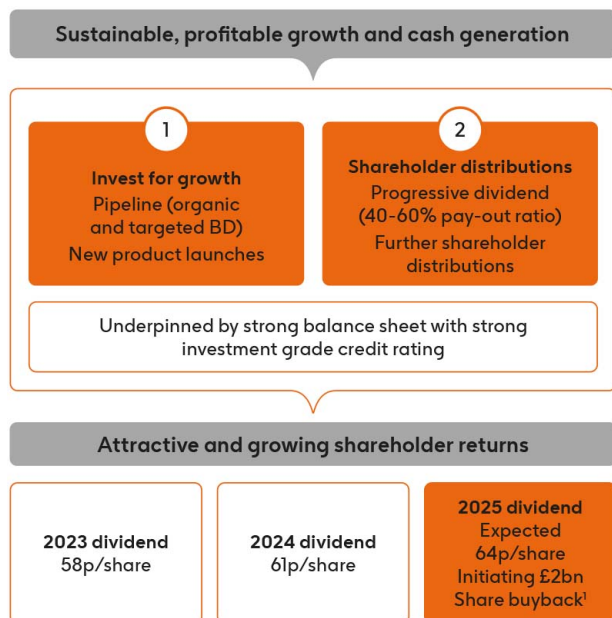 Sustainable, profitable growth and cash generation
1
Invest for growth
Pipeline (organic
and targeted BD)
New product launches
2
Shareholder distributions
Progressive dividend
(40-60% pay-out ratio)
Further shareholder
distributions
Underpinned by strong balance sheet with strong
investment grade credit rating
Attractive and growing shareholder returns
2023 dividend
58p/share
2024 dividend
61p/share
2025 dividend
Expected
64p/share
Initiating £2bn
Share buyback¹